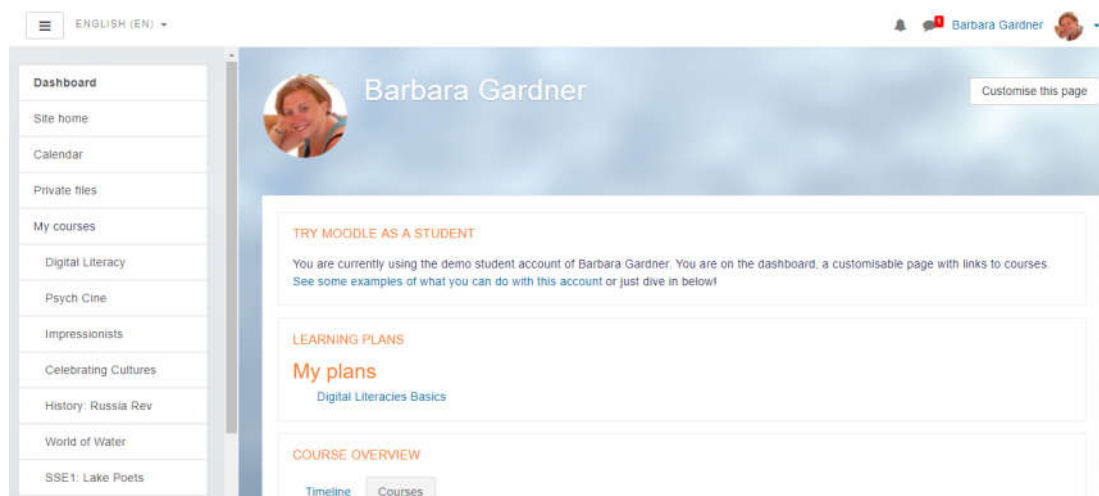 ENGLISH (EN)
1
Barbara Gardner
Dashboard
Site home
Calendar
Private files
My courses
Digital Literacy
Psych Cine
Impressionists
Celebrating Cultures
History: Russia Rev
World of Water
SSE1: Lake Poets
Barbara Gardner
Customise this page
TRY MOODLE AS A STUDENT
You are currently using the demo student account of Barbara Gardner. You are on the dashboard, a customisable page with links to courses.
See some examples of what you can do with this account or just dive in below!
LEARNING PLANS
My plans
Digital Literacies Basics
COURSE OVERVIEW
Timeline Courses